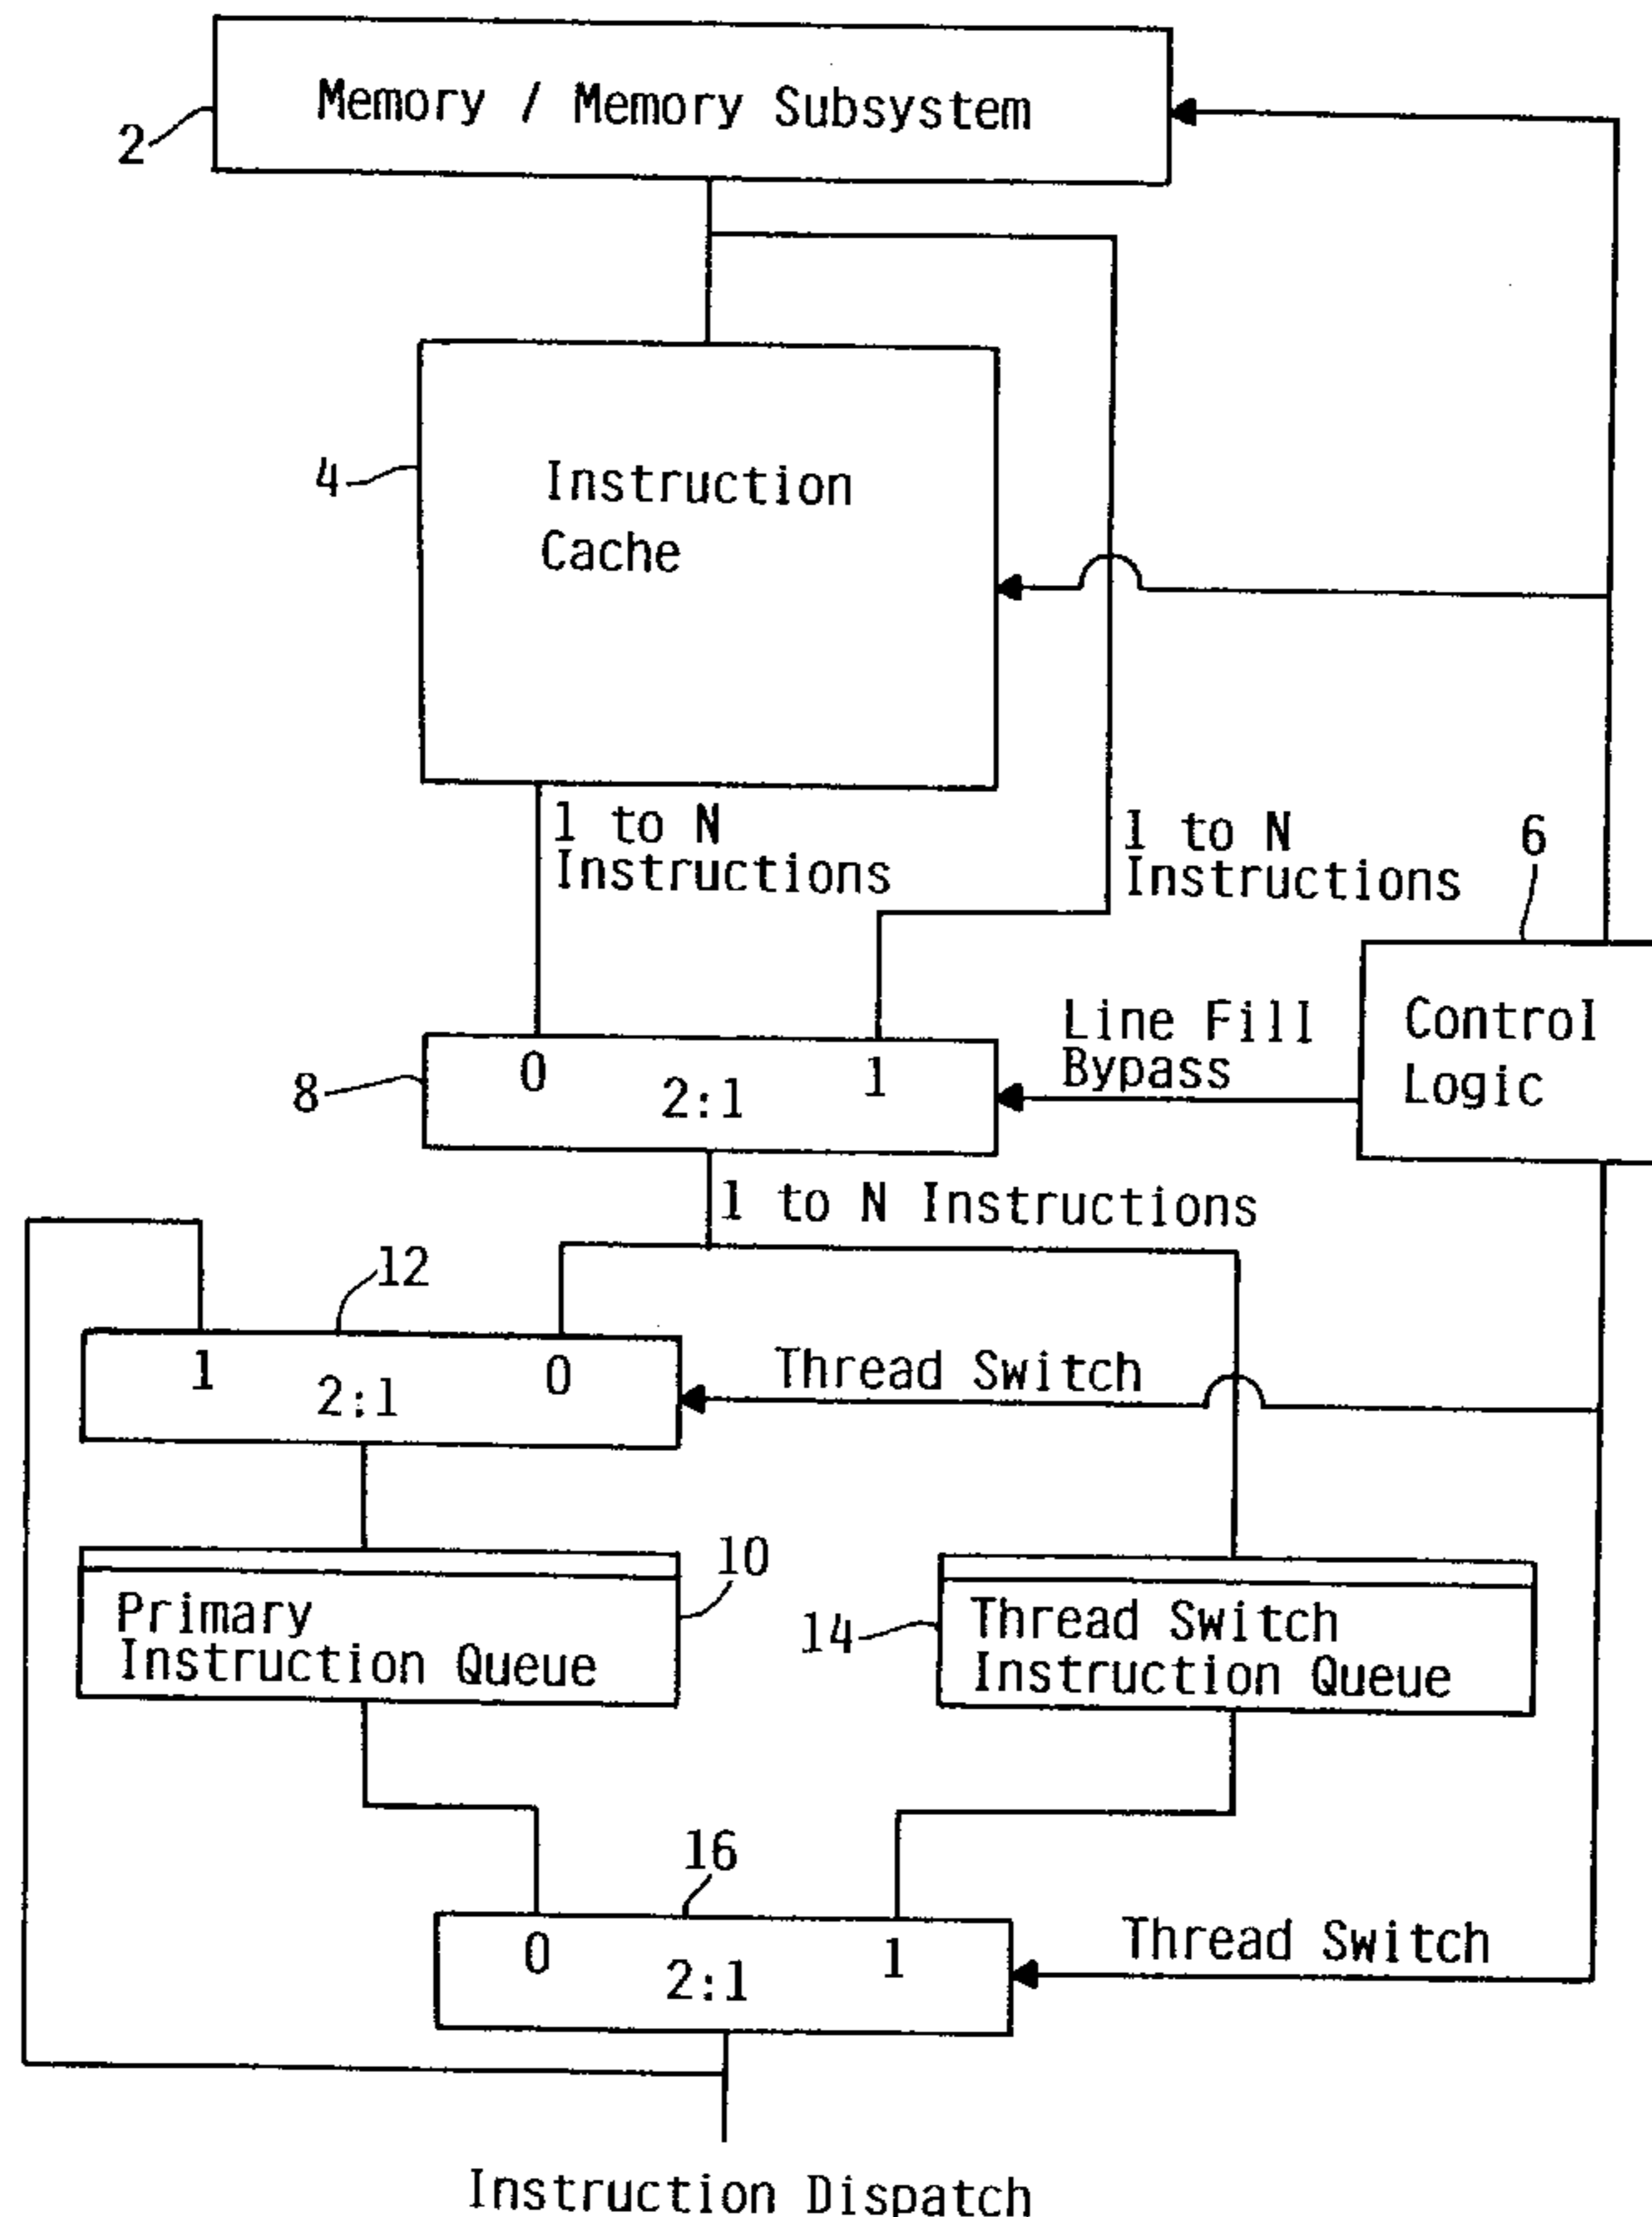 Memory / Memory Subsystem
2
4
Instruction
Cache
1 to N
Instructions
1 to N
Instructions
6
Control
Logic
Line Fill
Bypass
8
0
2:1
1
1 to N Instructions
12
1
2:1
0
Thread Switch
10
Primary
Instruction Queue
14
Thread Switch
Instruction Queue
16
0
2:1
1
Thread Switch
Instruction Dispatch